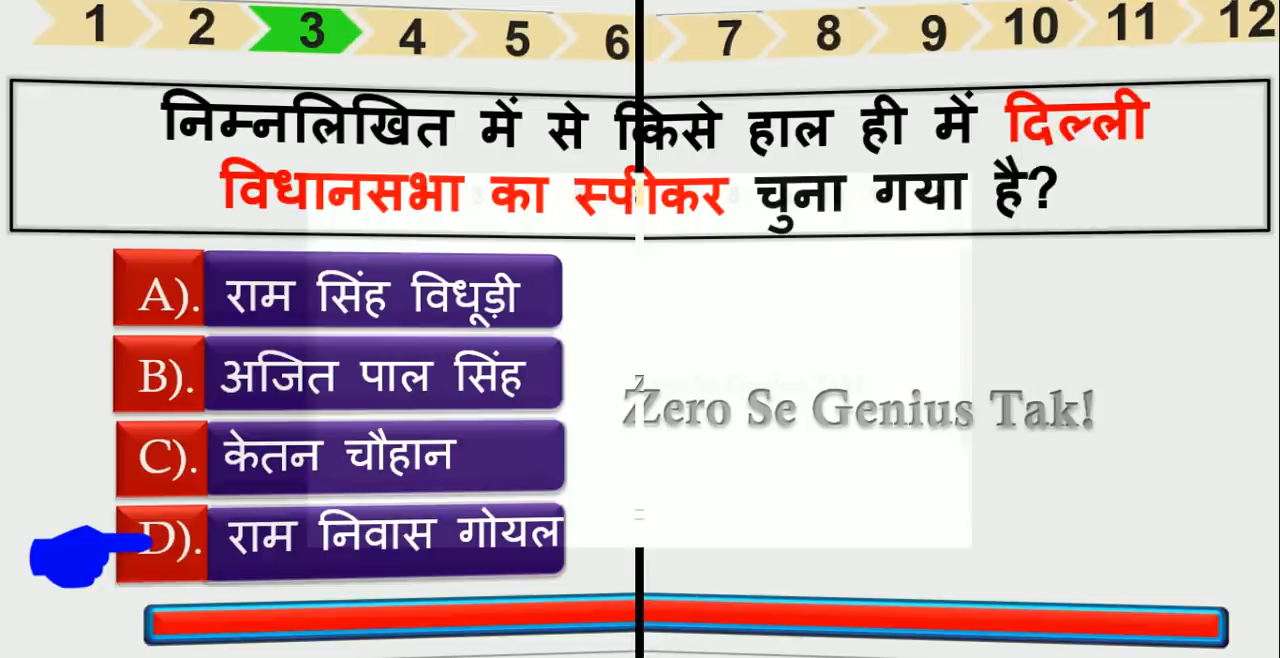 1 2 3 4 5 6 7 8 9 10 11 12
निम्नलिखित में से किसे हाल ही में दिल्ली
विधानसभा का स्पीकर चुना गया है?
A). राम सिंह विधूड़ी
B). अजित पाल सिंह
C). केतन चौहान
D). राम निवास गोयल
Zero Se Genius Tak!